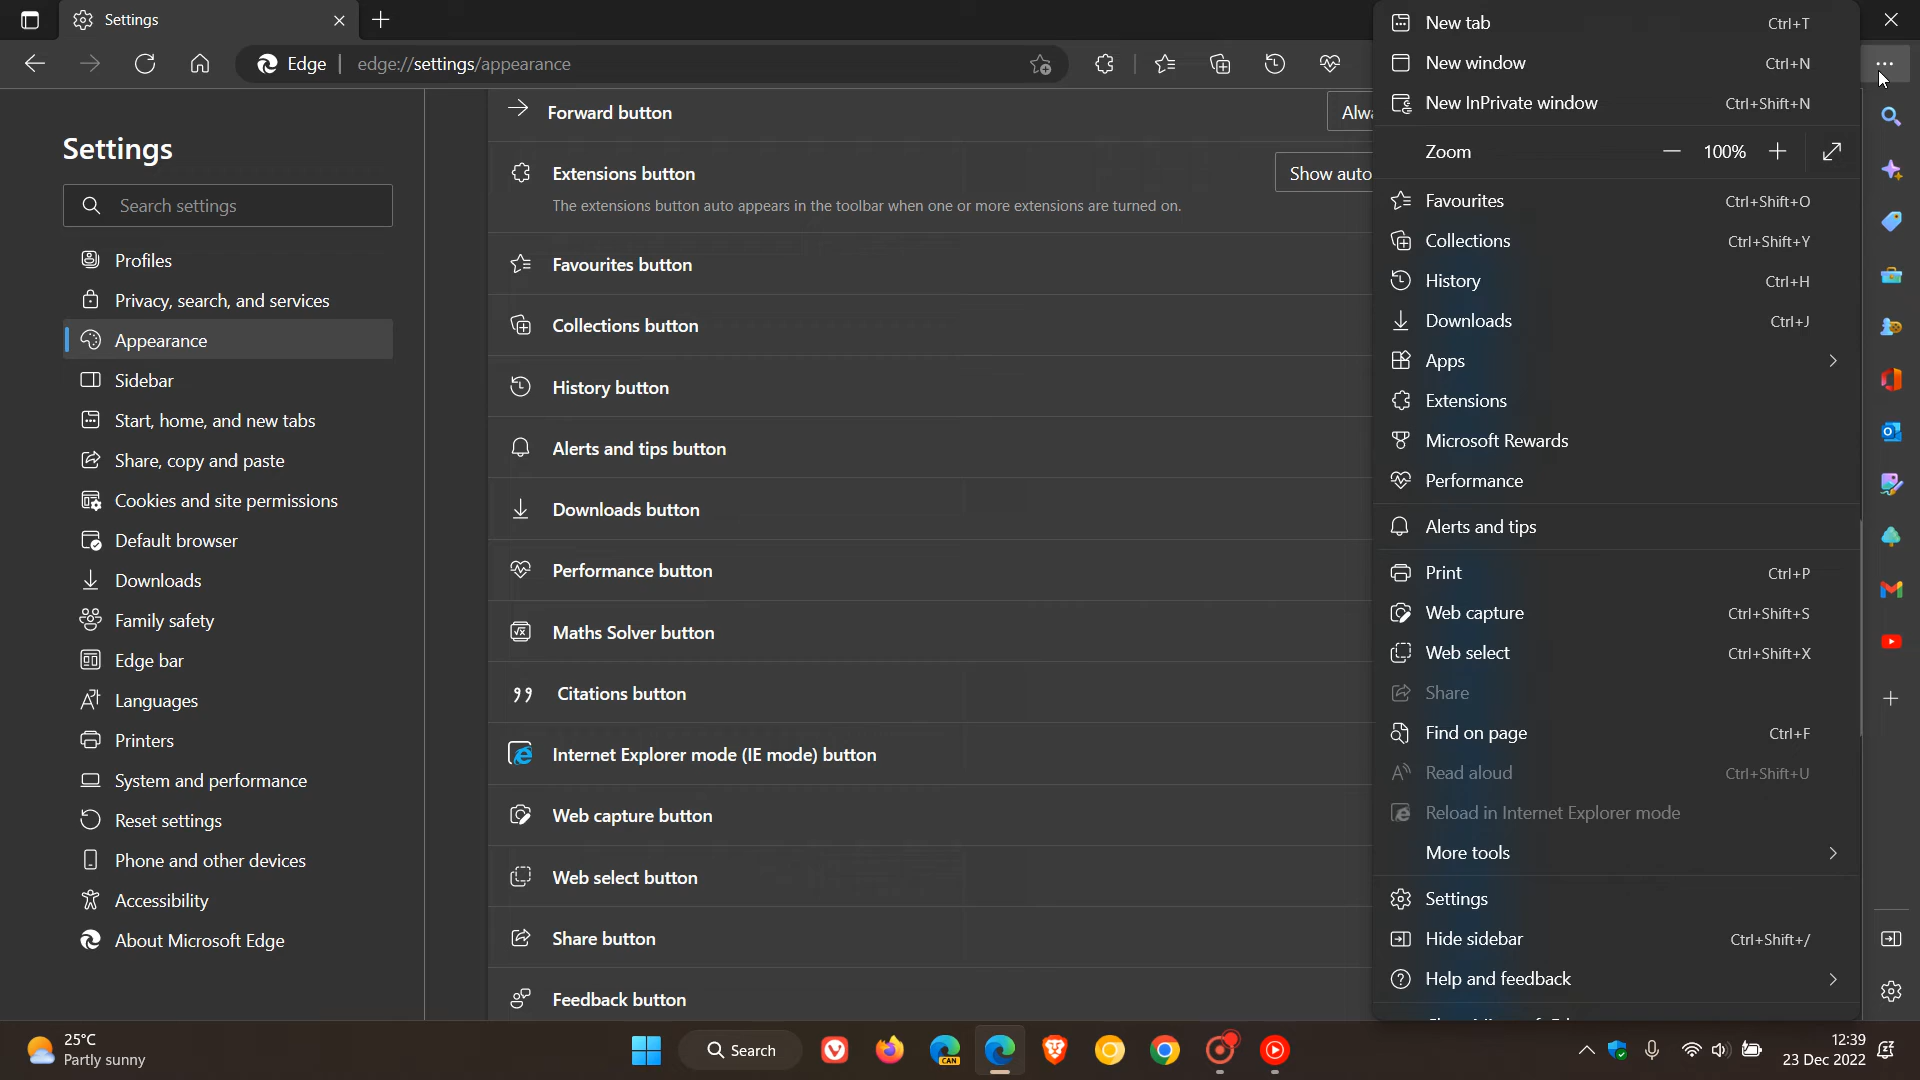 Settings
Edge
edge://settings/appearance
Settings
Search settings
Profiles
Privacy, search, and services
Appearance
Sidebar
Start, home, and new tabs
Share, copy and paste
Cookies and site permissions
Default browser
Downloads
Family safety
Edge bar
Languages
Printers
System and performance
Reset settings
Phone and other devices
Accessibility
About Microsoft Edge
Forward button
Extensions button
Show auto
The extensions button auto appears in the toolbar when one or more extensions are turned on.
Favourites button
Collections button
History button
Alerts and tips button
Downloads button
Performance button
Maths Solver button
Citations button
Internet Explorer mode (IE mode) button
Web capture button
Web select button
Share button
Feedback button
New tab Ctrl+T
New window Ctrl+N
New InPrivate window Ctrl+Shift+N
Zoom 100%
Favourites Ctrl+Shift+O
Collections Ctrl+Shift+Y
History Ctrl+H
Downloads Ctrl+J
Apps
Extensions
Microsoft Rewards
Performance
Alerts and tips
Print Ctrl+P
Web capture Ctrl+Shift+S
Web select Ctrl+Shift+X
Share
Find on page Ctrl+F
Read aloud Ctrl+Shift+U
Reload in Internet Explorer mode
More tools
Settings
Hide sidebar Ctrl+Shift+/
Help and feedback
25°C
Partly sunny
Search
CAN
12:39
23 Dec 2022